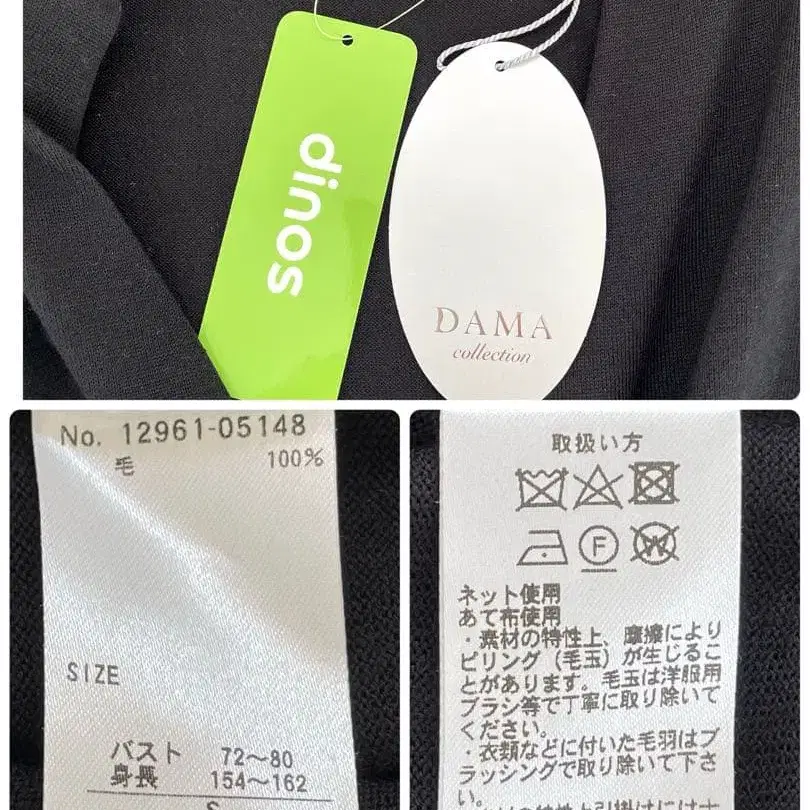 dinos
DAMA
collection
No. 12961-05148
毛 100%
SIZE
バスト 72〜80
身長 154〜162
S
取扱い方
F
W
ネット使用
あて布使用
・素材の特性上、摩擦により
ピリング（毛玉）が生じるこ
とがあります。毛玉は洋服用
ブラシ等で丁寧に取り除いて
ください。
・衣類などに付いた毛羽はブ
ラッシングで取り除いて下さ
い。